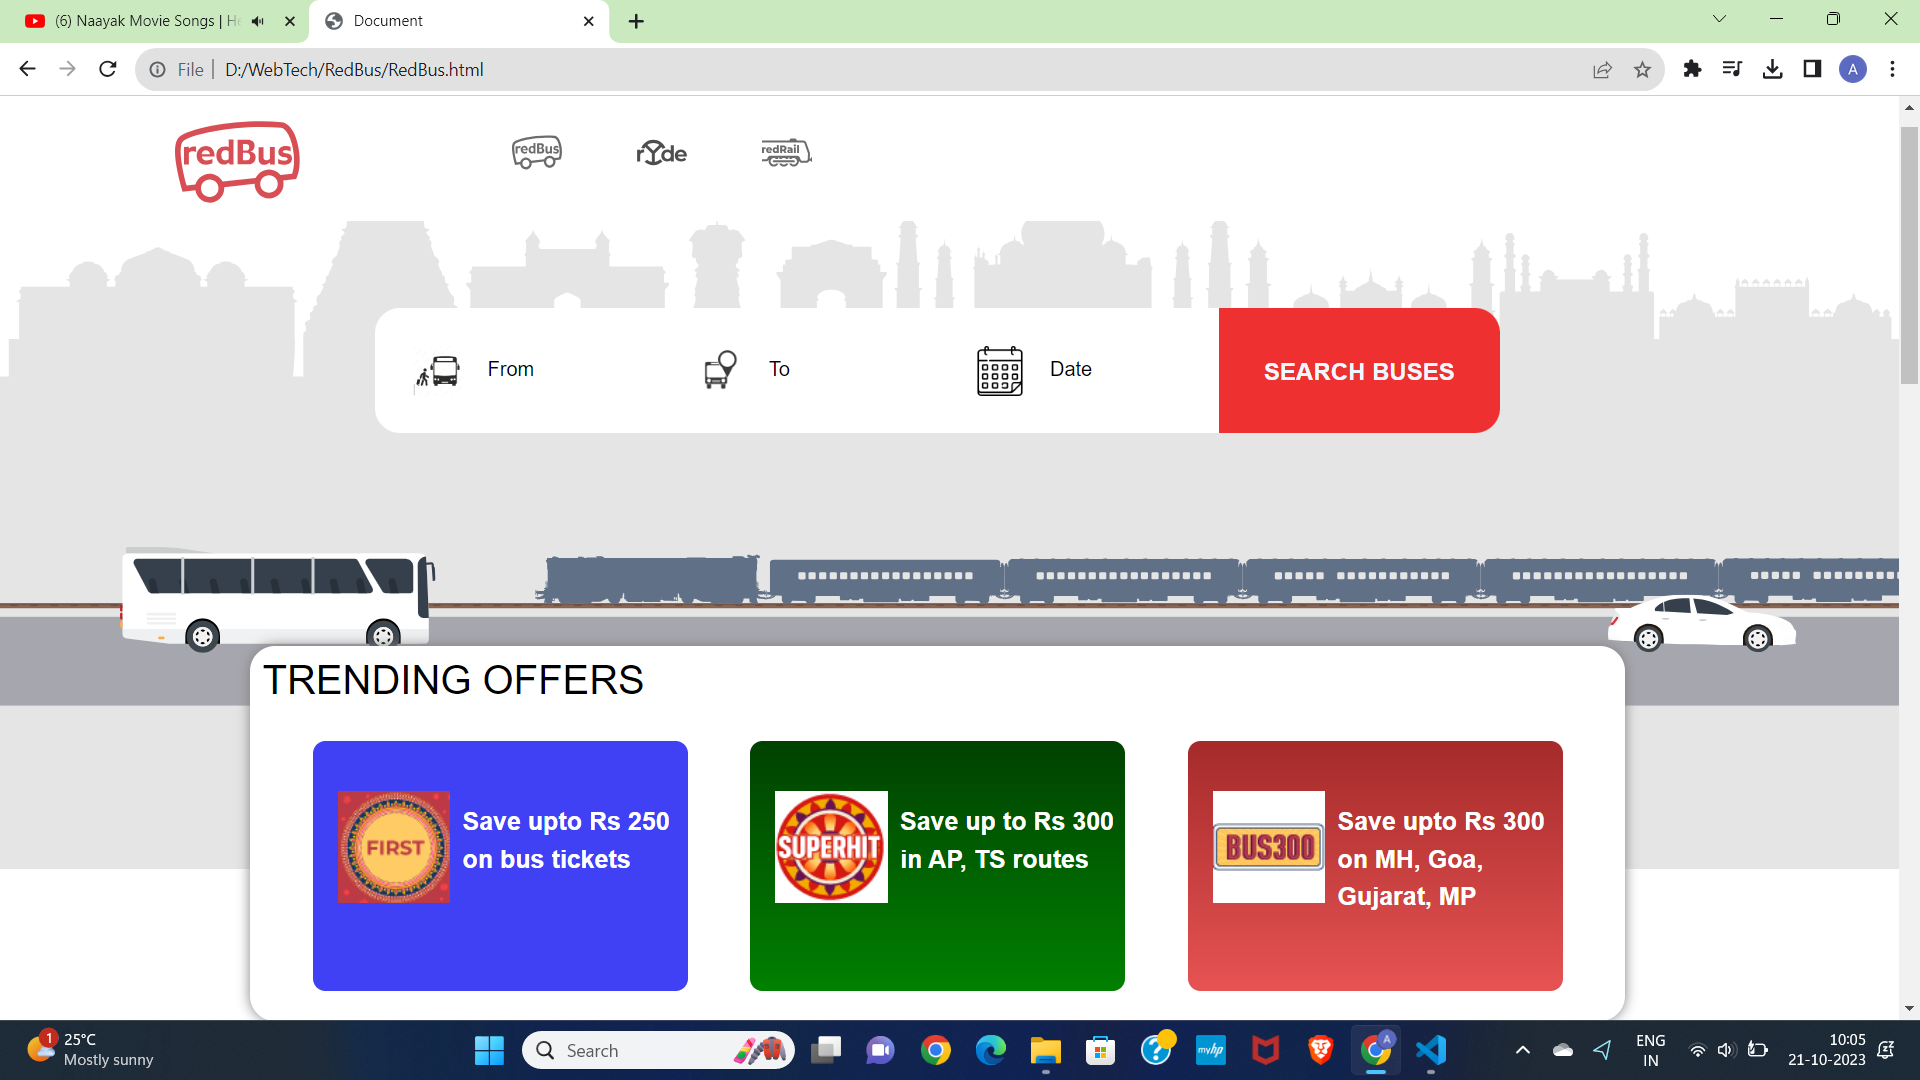 (6) Naayak Movie Songs | He
Document
File
D:/WebTech/RedBus/RedBus.html
A
redBus
redBus
rYde
redRail
From
To
Date
SEARCH BUSES
TRENDING OFFERS
FIRST
Save upto Rs 250
on bus tickets
SUPERHIT
Save up to Rs 300
in AP, TS routes
BUS300
Save upto Rs 300
on MH, Goa,
Gujarat, MP
1
25°C
Mostly sunny
Search
myhp
A
ENG
IN
10:05
21-10-2023